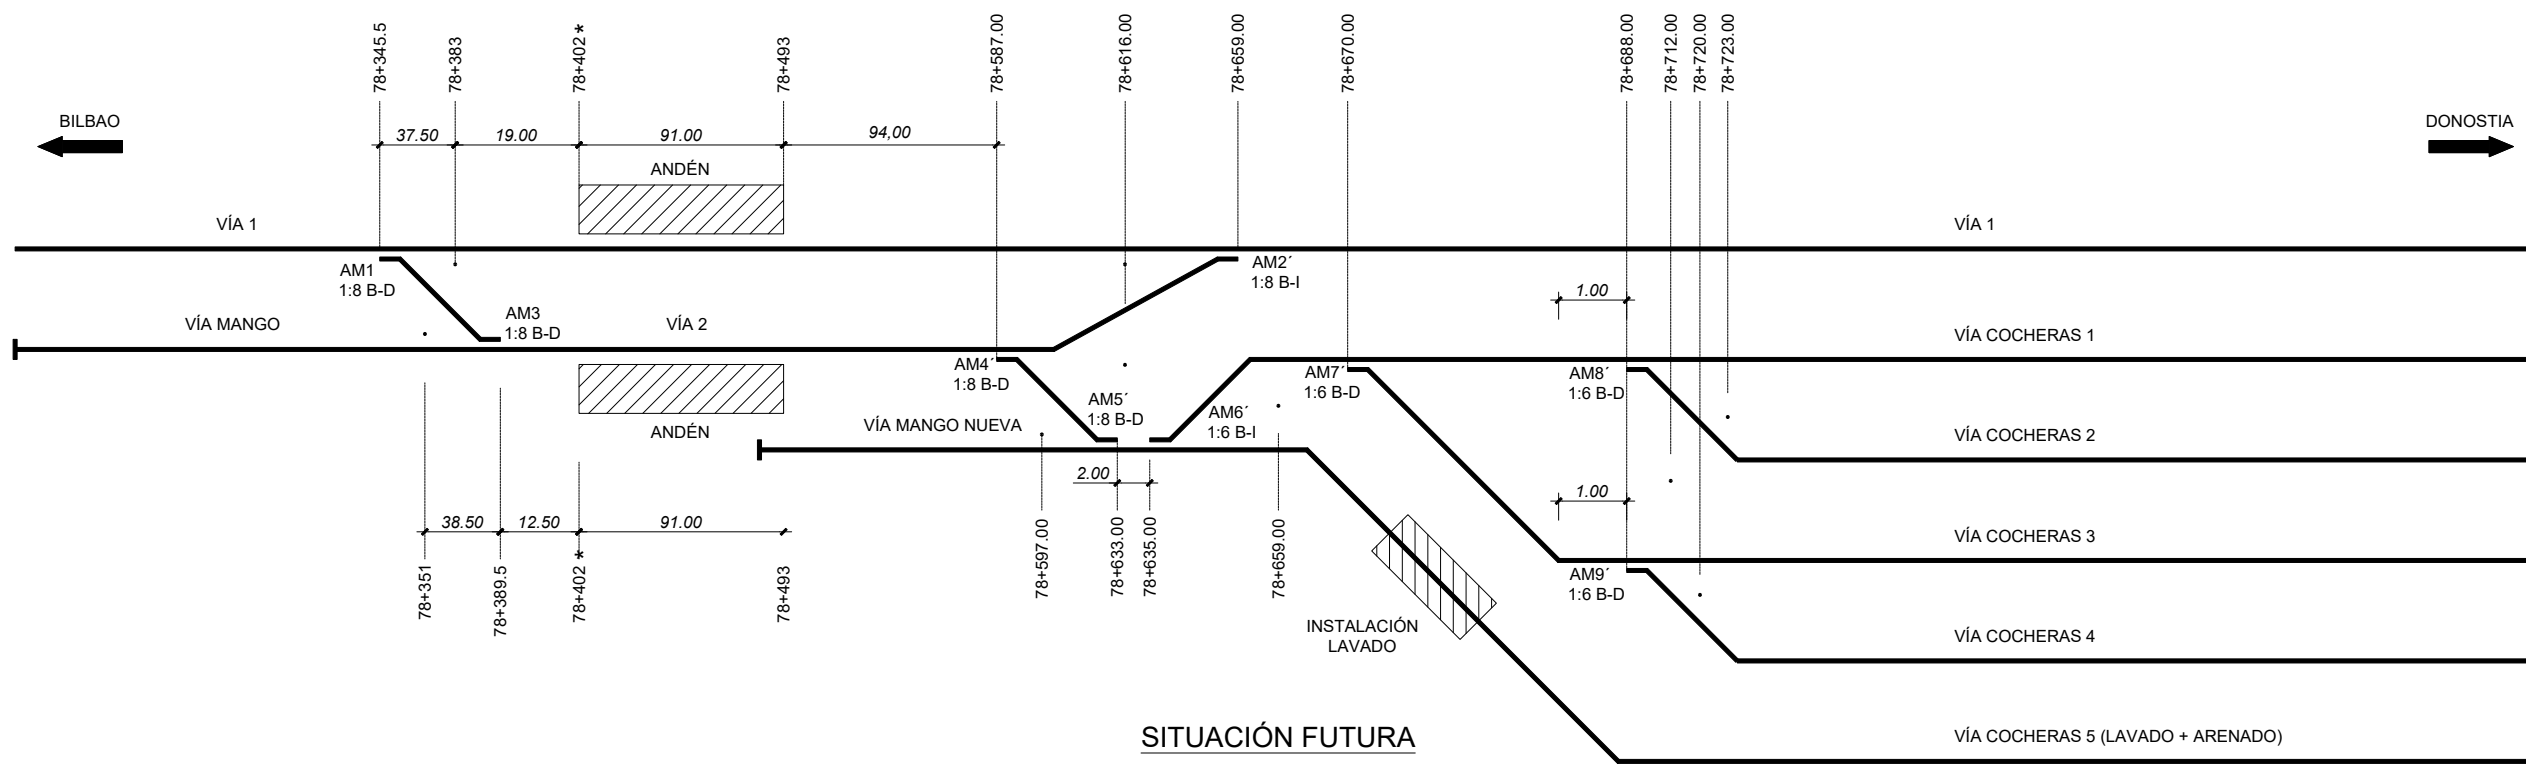 78+345.5
78+383
78+402 *
78+493
78+587.00
78+616.00
78+659.00
78+670.00
78+688.00
78+712.00
78+720.00
78+723.00
BILBAO
DONOSTIA
37.50
19.00
91.00
94,00
ANDÉN
VÍA 1
VÍA 1
AM1
1:8 B-D
AM2´
1:8 B-I
1.00
VÍA MANGO
AM3
1:8 B-D
VÍA 2
VÍA COCHERAS 1
AM4´
1:8 B-D
AM7´
1:6 B-D
AM8´
1:6 B-D
AM5´
1:8 B-D
AM6´
1:6 B-I
ANDÉN
VÍA MANGO NUEVA
VÍA COCHERAS 2
2.00
1.00
38.50
12.50
91.00
VÍA COCHERAS 3
78+351
78+389.5
78+402 *
78+493
78+597.00
78+633.00
78+635.00
78+659.00
AM9´
1:6 B-D
INSTALACIÓN
LAVADO
VÍA COCHERAS 4
SITUACIÓN FUTURA
VÍA COCHERAS 5 (LAVADO + ARENADO)